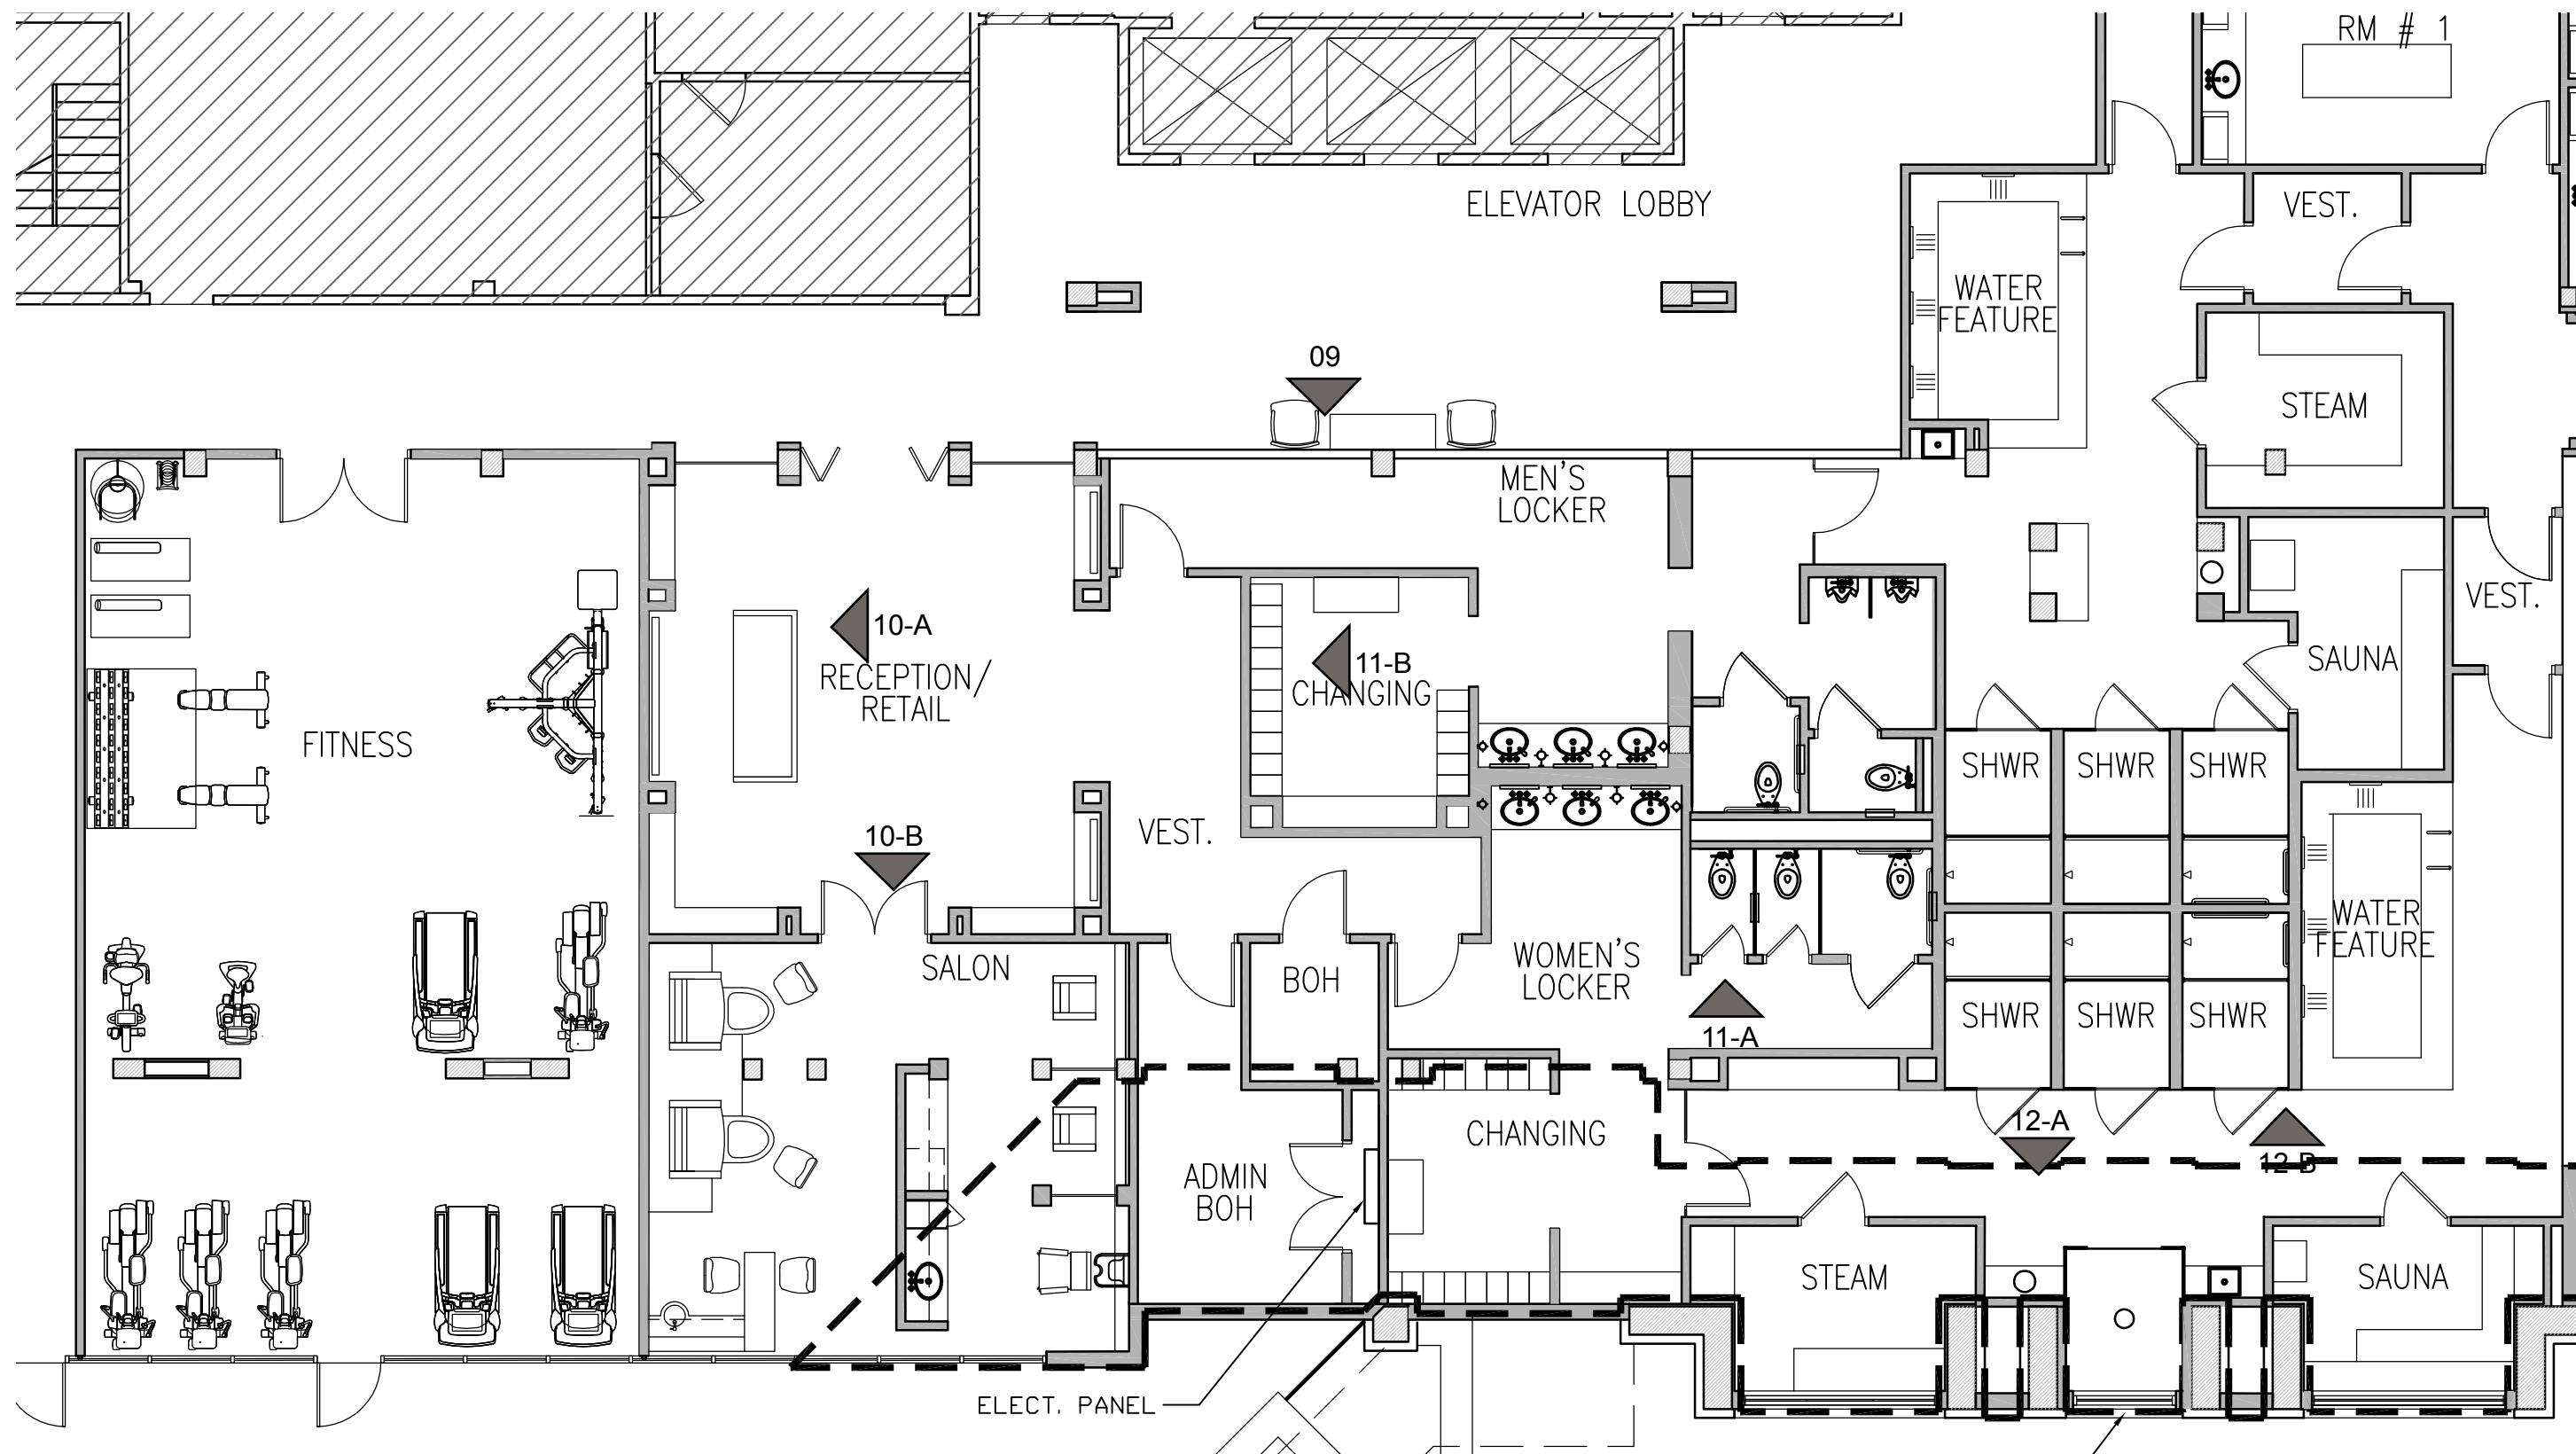 RM # 1
ELEVATOR LOBBY
VEST.
WATER
FEATURE
09
STEAM
MEN'S
LOCKER
10-A
RECEPTION/
RETAIL
11-B
CHANGING
VEST.
SAUNA
FITNESS
SHWR
SHWR
SHWR
VEST.
10-B
WATER
FEATURE
SALON
BOH
WOMEN'S
LOCKER
11-A
SHWR
SHWR
SHWR
CHANGING
12-A
12-B
ADMIN
BOH
STEAM
SAUNA
ELECT. PANEL